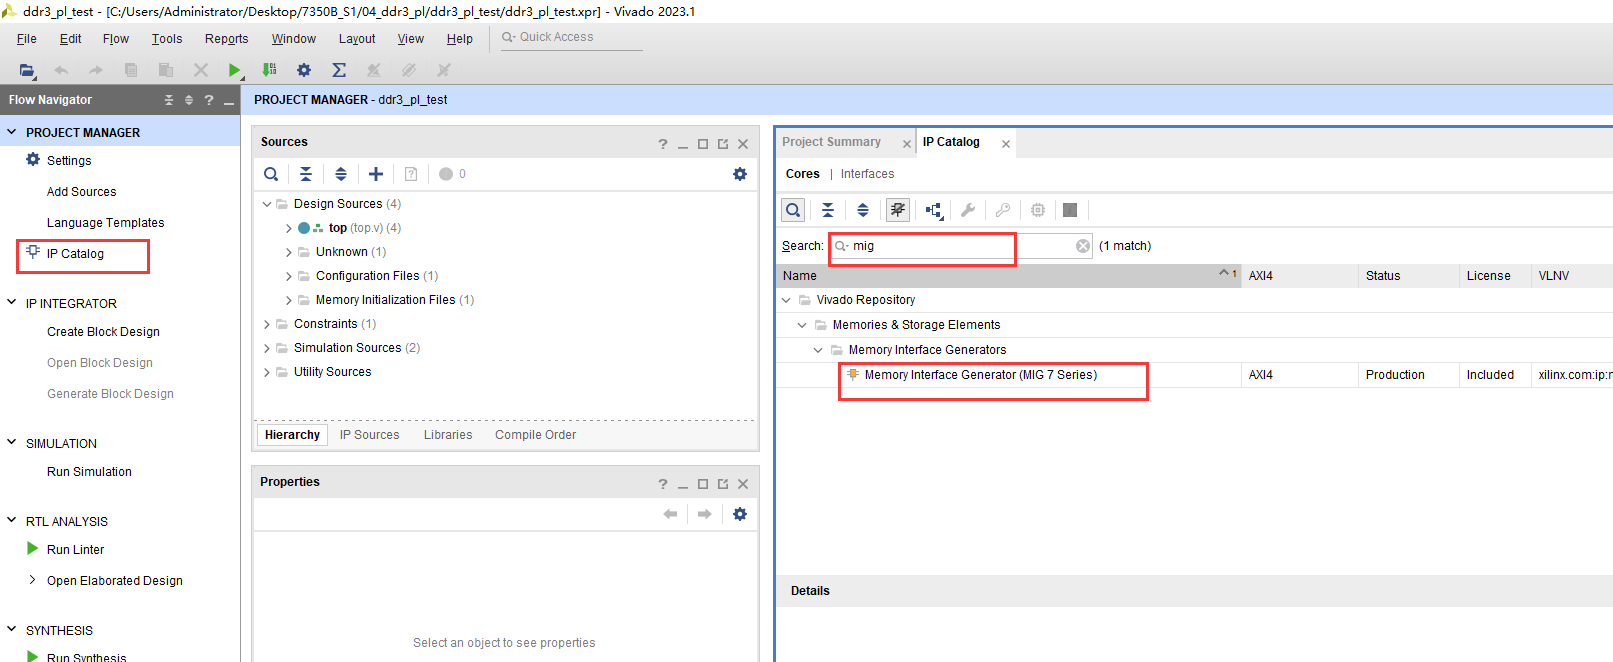 ddr3_pl_test - [C:/Users/Administrator/Desktop/7350B_S1/04_ddr3_pl/ddr3_pl_test/ddr3_pl_test.xpr] - Vivado 2023.1
File Edit Flow Tools Reports Window Layout View Help Quick Access
Flow Navigator
PROJECT MANAGER - ddr3_pl_test
PROJECT MANAGER
Settings
Add Sources
Language Templates
IP Catalog
IP INTEGRATOR
Create Block Design
Open Block Design
Generate Block Design
SIMULATION
Run Simulation
RTL ANALYSIS
Run Linter
Open Elaborated Design
SYNTHESIS
Run Synthesis
Sources
0
Design Sources (4)
top (top.v) (4)
Unknown (1)
Configuration Files (1)
Memory Initialization Files (1)
Constraints (1)
Simulation Sources (2)
Utility Sources
Hierarchy IP Sources Libraries Compile Order
Properties
Select an object to see properties
Project Summary IP Catalog
Cores | Interfaces
Search: mig (1 match)
Name 1 AXI4 Status License VLNV
Vivado Repository
Memories & Storage Elements
Memory Interface Generators
Memory Interface Generator (MIG 7 Series) AXI4 Production Included xilinx.com:ip:
Details